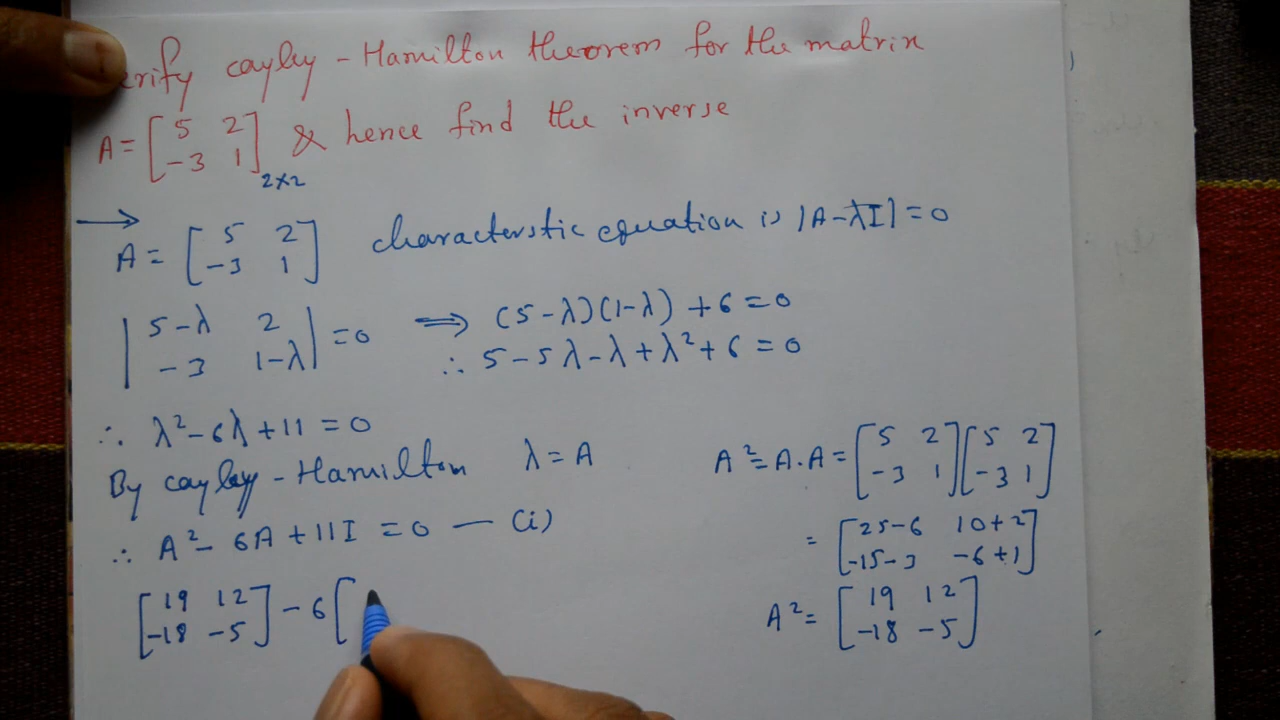 erify cayley-Hamilton theorem for the matrix
A = [5 2; -3 1] 2×2 & hence find the inverse
→ A = [5 2; -3 1] characterstic equation is |A-λI| = 0
|5-λ 2; -3 1-λ| = 0 ⟹ (5-λ)(1-λ) + 6 = 0
∴ 5-5λ-λ+λ²+6 = 0
∴ λ²-6λ+11 = 0
By cayley-Hamilton λ = A
∴ A²- 6A + 11I = 0 — (i)
[19 12; -18 -5] - 6[
A² = A.A = [5 2; -3 1][5 2; -3 1]
= [25-6 10+2; -15-3 -6+1]
A² = [19 12; -18 -5]